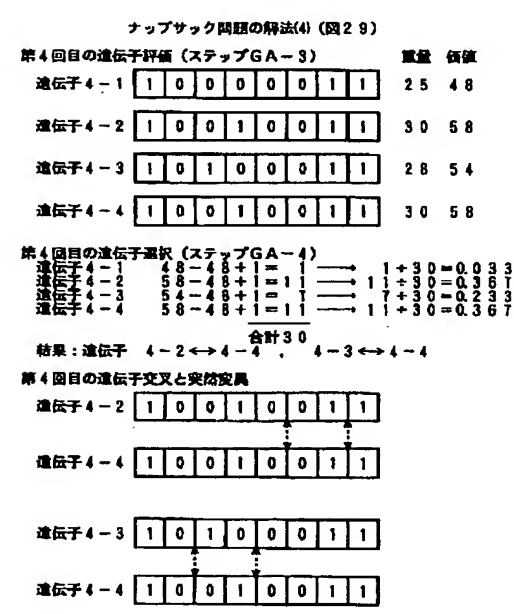 ナップサック問題の解法(4) (図29)
第4回目の遺伝子評価 (ステップGA-3) 重量 価値
遺伝子4-1 1 0 0 0 0 0 1 1 25 48
遺伝子4-2 1 0 0 1 0 0 1 1 30 58
遺伝子4-3 1 0 1 0 0 0 1 1 28 54
遺伝子4-4 1 0 0 1 0 0 1 1 30 58
第4回目の遺伝子選択 (ステップGA-4)
遺伝子4-1 48-48+1= 1 → 1÷30=0.033
遺伝子4-2 58-48+1=11 → 11÷30=0.367
遺伝子4-3 54-48+1= 7 → 7÷30=0.233
遺伝子4-4 58-48+1=11 → 11÷30=0.367
合計30
結果:遺伝子 4-2↔4-4 , 4-3↔4-4
第4回目の遺伝子交叉と突然変異
遺伝子4-2 1 0 0 1 0 0 1 1
遺伝子4-4 1 0 0 1 0 0 1 1
遺伝子4-3 1 0 1 0 0 0 1 1
遺伝子4-4 1 0 0 1 0 0 1 1